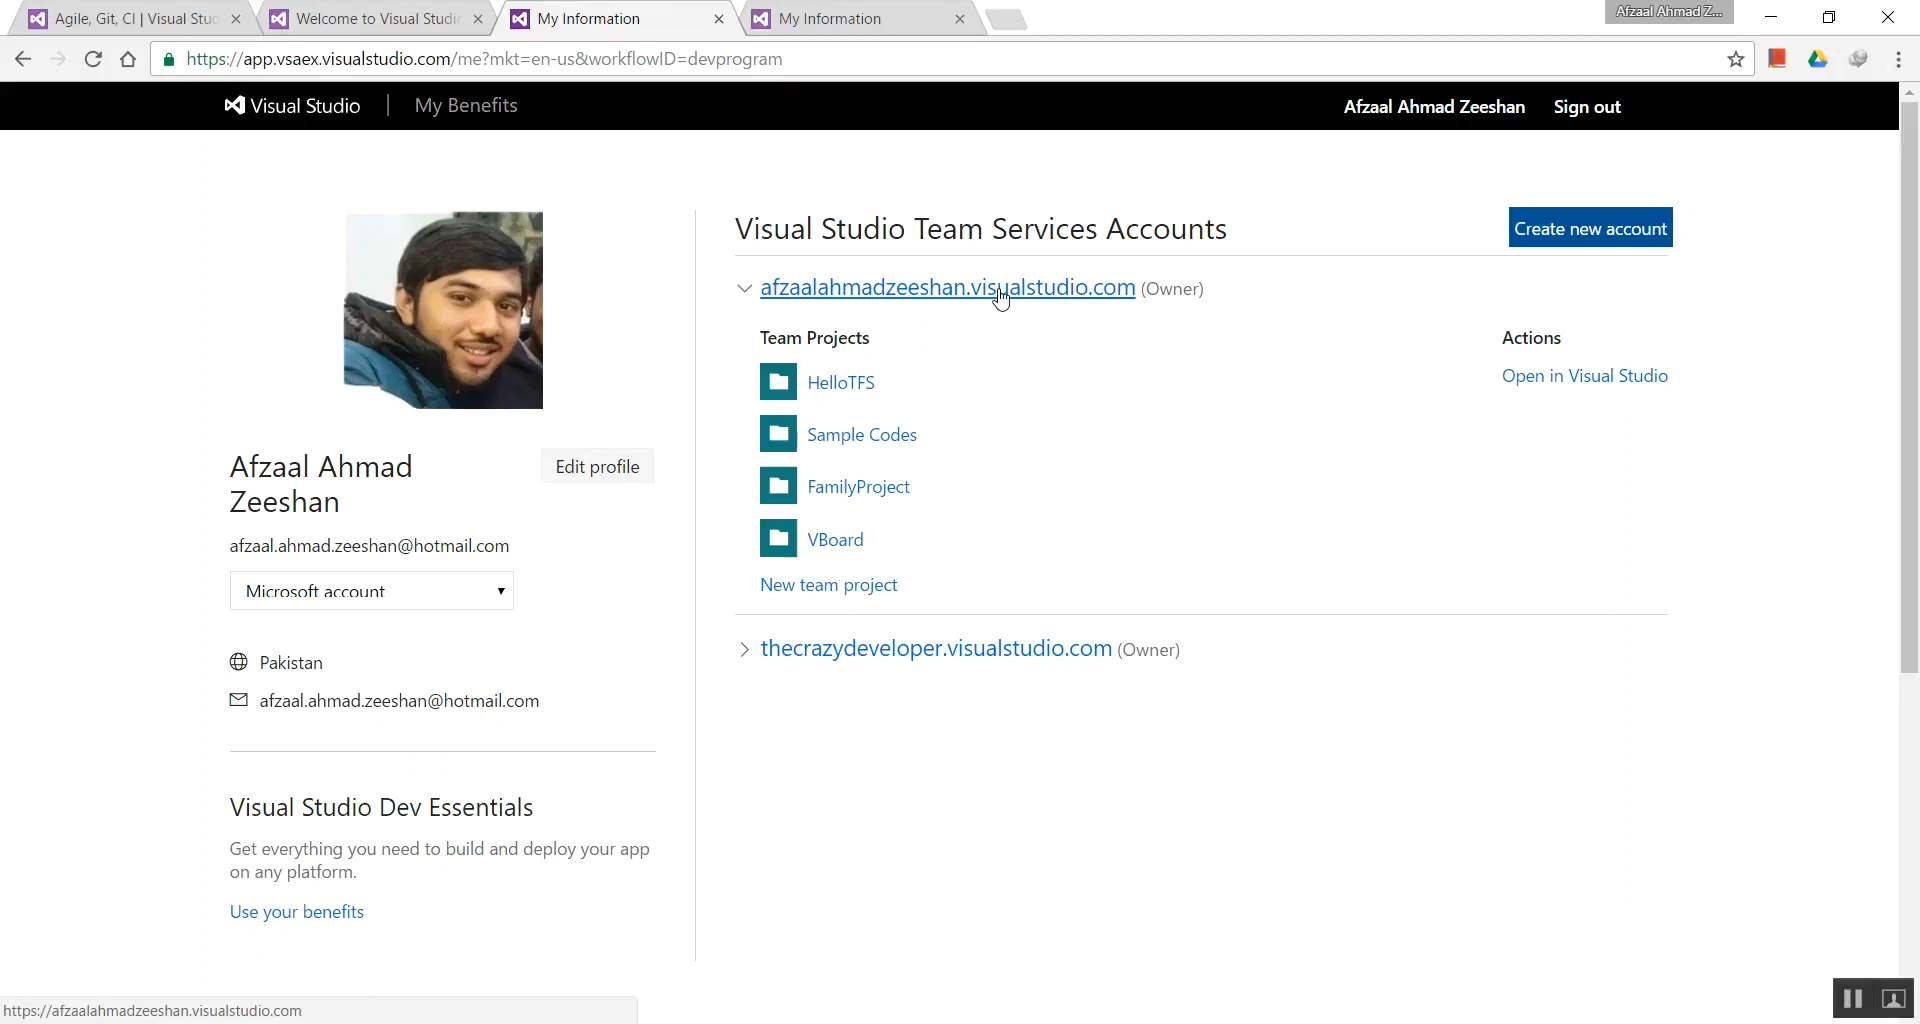 Agile, Git, CI | Visual Stu
Welcome to Visual Studi
My Information
My Information
Afzaal Ahmad Z...
https://app.vsaex.visualstudio.com/me?mkt=en-us&workflowID=devprogram
Visual Studio | My Benefits
Afzaal Ahmad Zeeshan
Sign out
Visual Studio Team Services Accounts
Create new account
afzaalahmadzeeshan.visualstudio.com (Owner)
Team Projects
Actions
HelloTFS
Open in Visual Studio
Sample Codes
FamilyProject
VBoard
New team project
thecrazydeveloper.visualstudio.com (Owner)
Afzaal Ahmad
Zeeshan
Edit profile
afzaal.ahmad.zeeshan@hotmail.com
Microsoft account
Pakistan
afzaal.ahmad.zeeshan@hotmail.com
Visual Studio Dev Essentials
Get everything you need to build and deploy your app
on any platform.
Use your benefits
https://afzaalahmadzeeshan.visualstudio.com